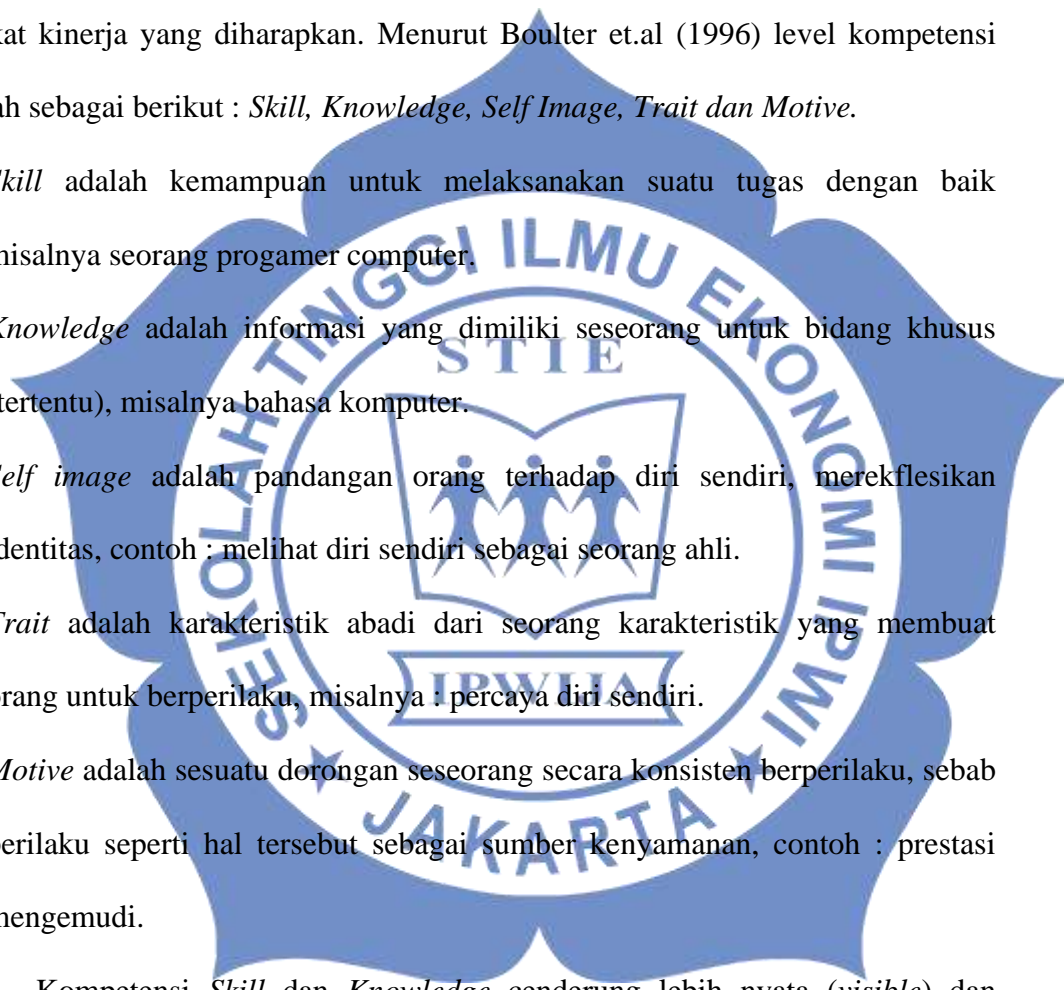 kat kinerja yang diharapkan. Menurut Boulter et.al (1996) level kompetensi
ah sebagai berikut : Skill, Knowledge, Self Image, Trait dan Motive.
kill adalah kemampuan untuk melaksanakan suatu tugas dengan baik
misalnya seorang progamer computer.
Knowledge adalah informasi yang dimiliki seseorang untuk bidang khusus
tertentu), misalnya bahasa komputer.
elf image adalah pandangan orang terhadap diri sendiri, merekflesikan
dentitas, contoh : melihat diri sendiri sebagai seorang ahli.
Trait adalah karakteristik abadi dari seorang karakteristik yang membuat
orang untuk berperilaku, misalnya : percaya diri sendiri.
Motive adalah sesuatu dorongan seseorang secara konsisten berperilaku, sebab
perilaku seperti hal tersebut sebagai sumber kenyamanan, contoh : prestasi
mengemudi.
Kompetensi Skill dan Knowledge cenderung lebih nyata (visible) dan
SEKOLAH TINGGI ILMU EKONOMI IPWI
STIE
IPWIJA
JAKARTA